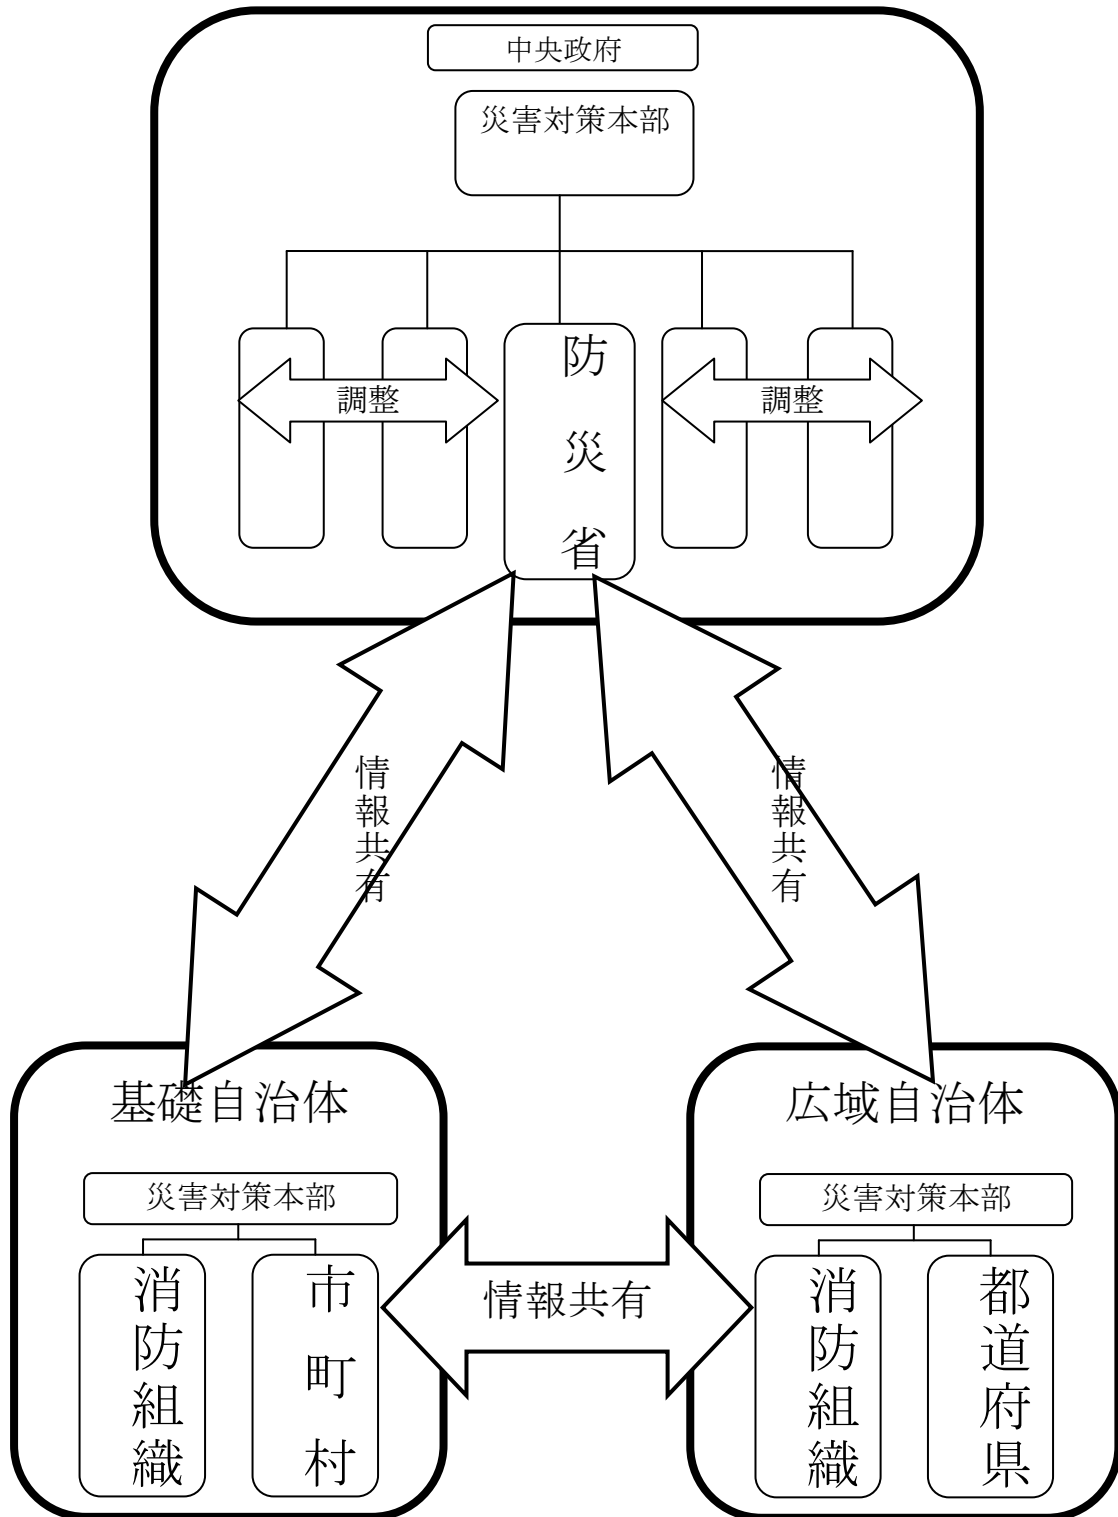 中央政府
災害対策本部
調整
防災省
調整
情報共有
情報共有
基礎自治体
広域自治体
災害対策本部
災害対策本部
消防組織
市町村
情報共有
消防組織
都道府県